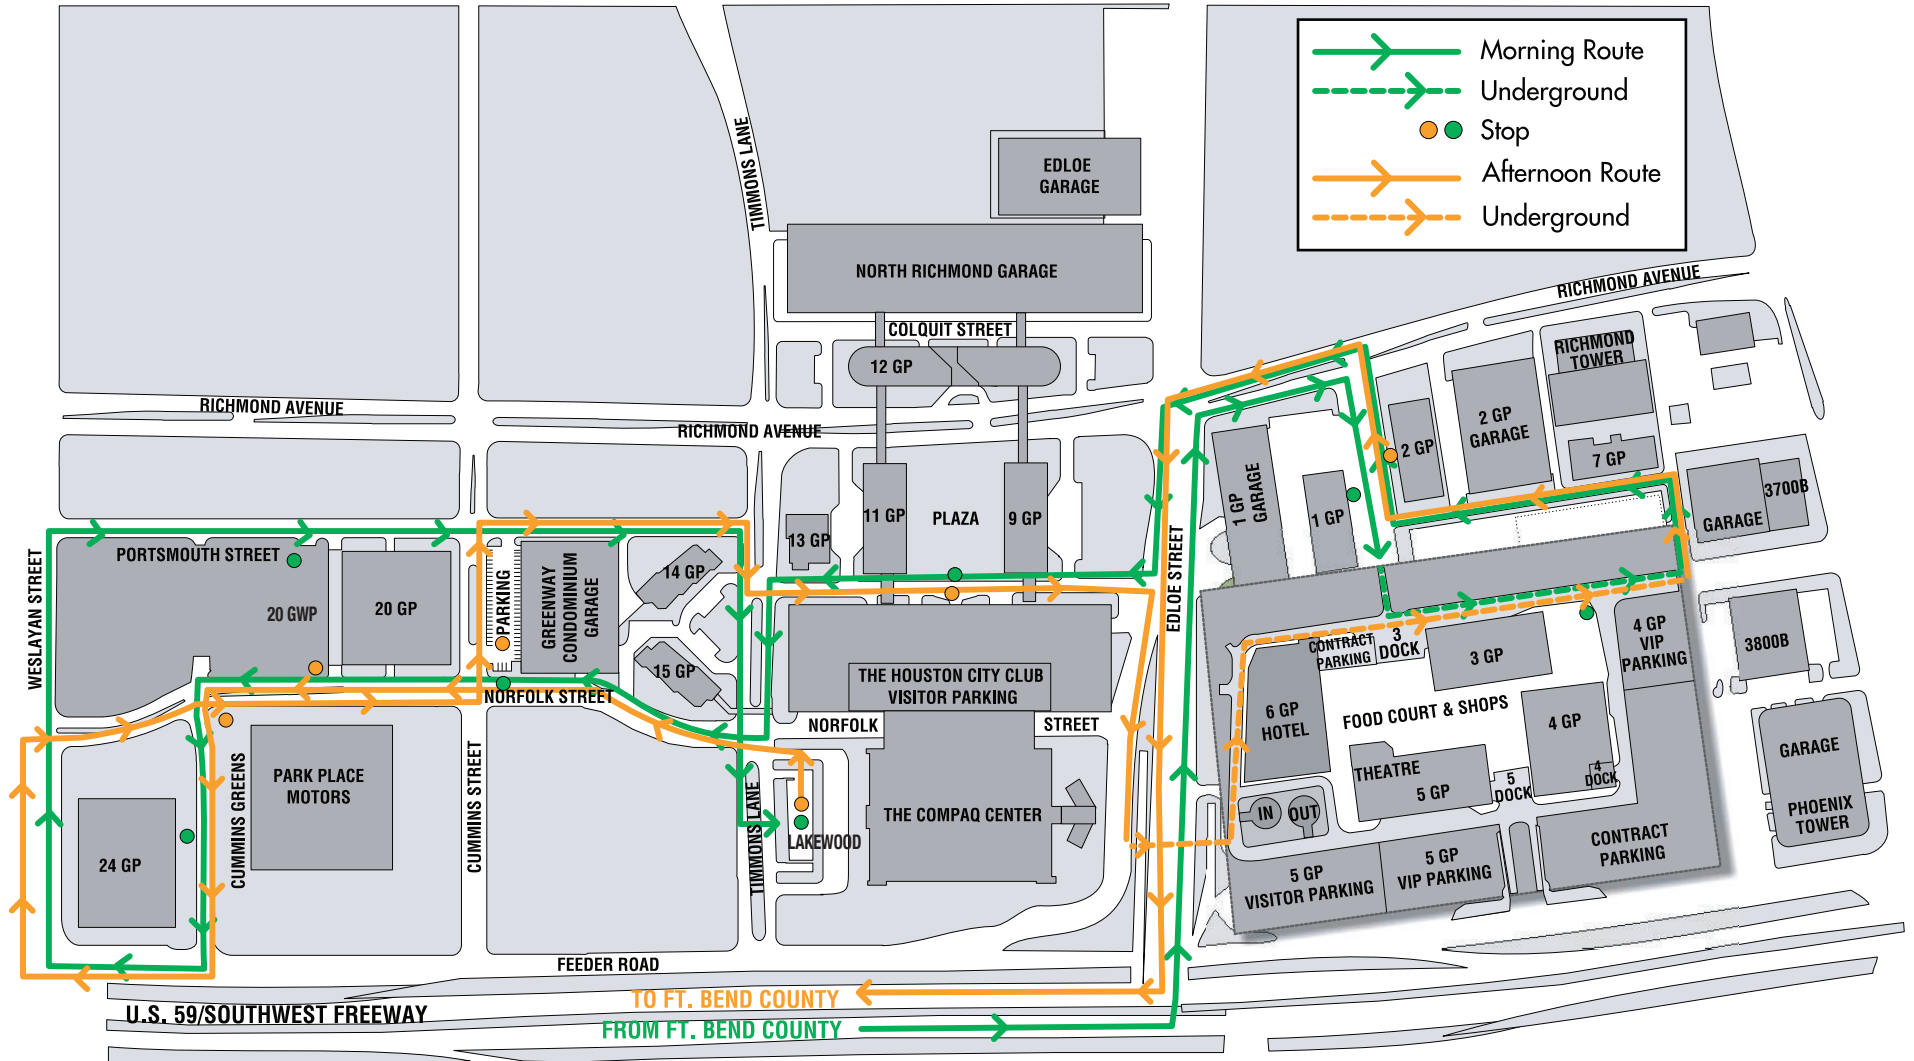 Morning Route
Underground
Stop
Afternoon Route
Underground
TIMMONS LANE
EDLOE
GARAGE
NORTH RICHMOND GARAGE
COLQUIT STREET
12 GP
RICHMOND AVENUE
RICHMOND AVENUE
RICHMOND AVENUE
RICHMOND
TOWER
2 GP
2 GP
GARAGE
7 GP
1 GP
GARAGE
1 GP
GARAGE
3700B
11 GP
PLAZA
9 GP
13 GP
14 GP
15 GP
WESLAYAN STREET
PORTSMOUTH STREET
20 GWP
20 GP
PARKING
GREENWAY
CONDOMINIUM
GARAGE
NORFOLK STREET
EDLOE STREET
THE HOUSTON CITY CLUB
VISITOR PARKING
NORFOLK
STREET
CONTRACT
PARKING
3
DOCK
3 GP
4 GP
VIP
PARKING
3800B
6 GP
HOTEL
FOOD COURT & SHOPS
4 GP
4
DOCK
THEATRE
5 GP
5
DOCK
IN
OUT
GARAGE
PHOENIX
TOWER
CONTRACT
PARKING
5 GP
VISITOR PARKING
5 GP
VIP PARKING
24 GP
CUMMINS GREENS
PARK PLACE
MOTORS
CUMMINS STREET
TIMMONS LANE
LAKEWOOD
THE COMPAQ CENTER
FEEDER ROAD
TO FT. BEND COUNTY
U.S. 59/SOUTHWEST FREEWAY
FROM FT. BEND COUNTY